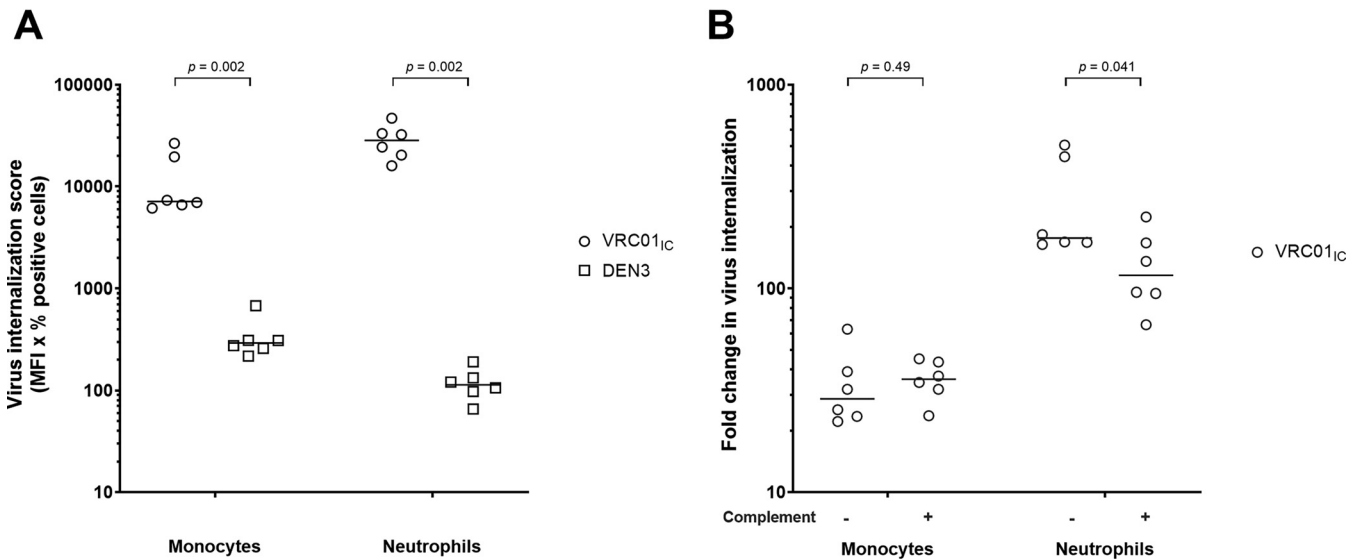 A
B
p = 0.002
p = 0.002
p = 0.49
p = 0.041
Virus internalization score
(MFI x % positive cells)
100000
10000
1000
100
10
VRC01IC
DEN3
Monocytes
Neutrophils
Fold change in virus internalization
1000
100
10
VRC01IC
Complement - + - +
Monocytes
Neutrophils